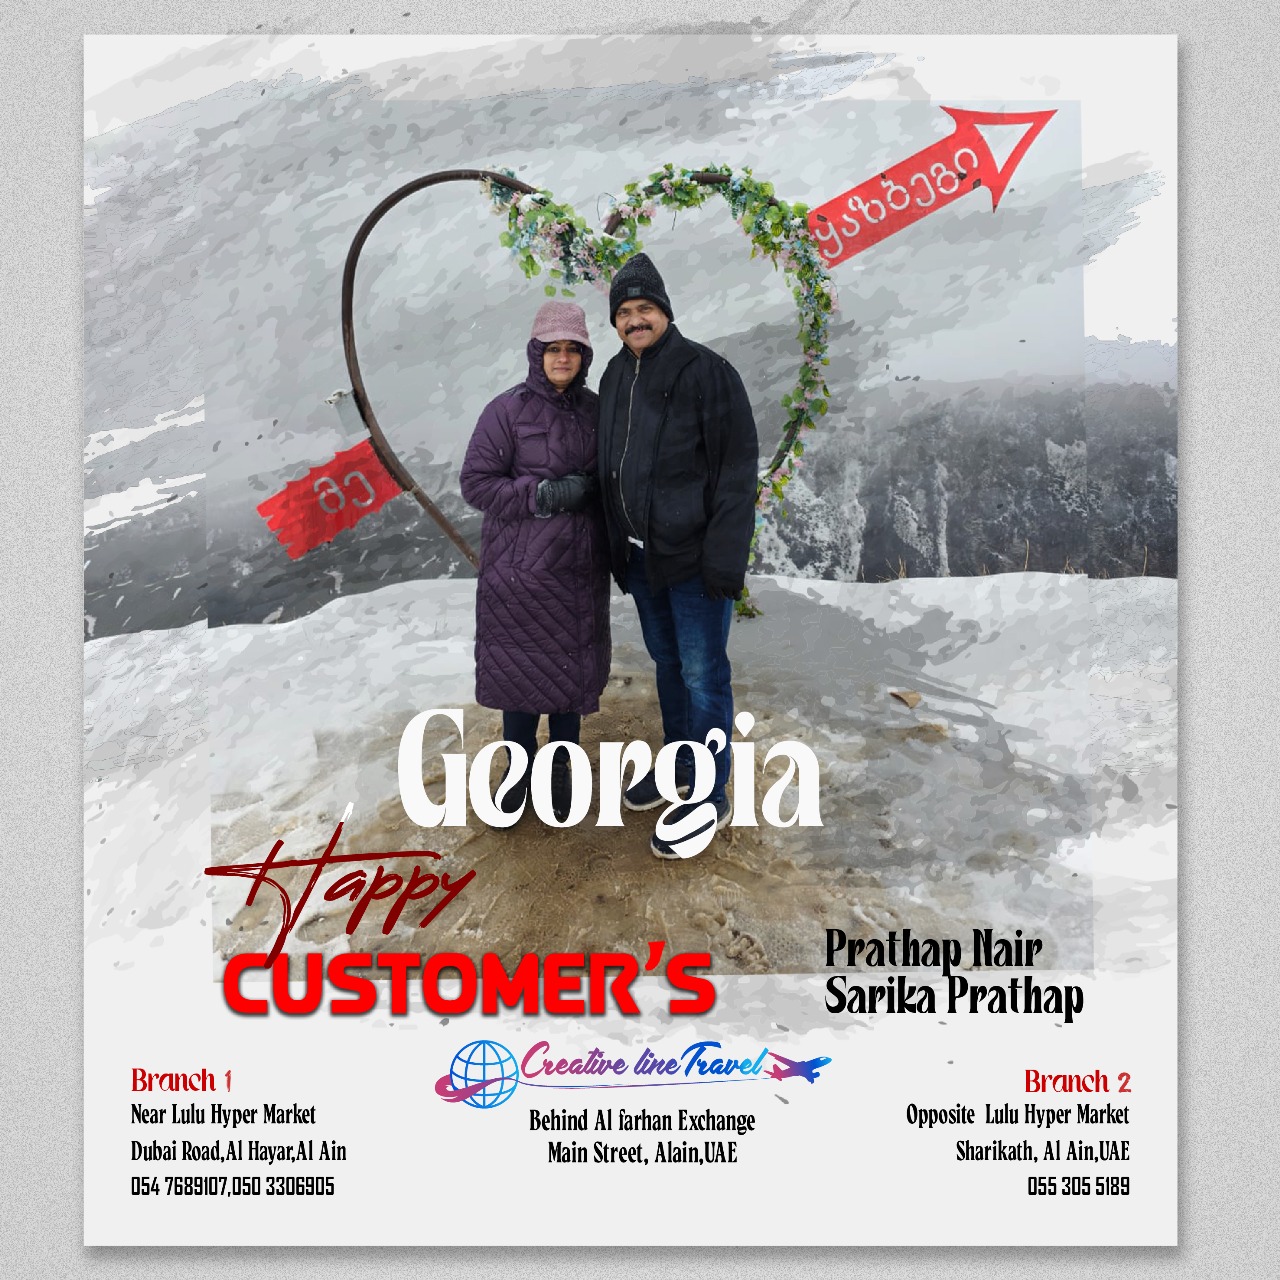 ყაზბეგი
მე
Georgia
Happy
CUSTOMER'S
Prathap Nair
Sarika Prathap
Creative line Travel
Behind Al farhan Exchange
Main Street, Alain,UAE
Branch 1
Near Lulu Hyper Market
Dubai Road,Al Hayar,Al Ain
054 7689107,050 3306905
Branch 2
Opposite Lulu Hyper Market
Sharikath, Al Ain,UAE
055 305 5189